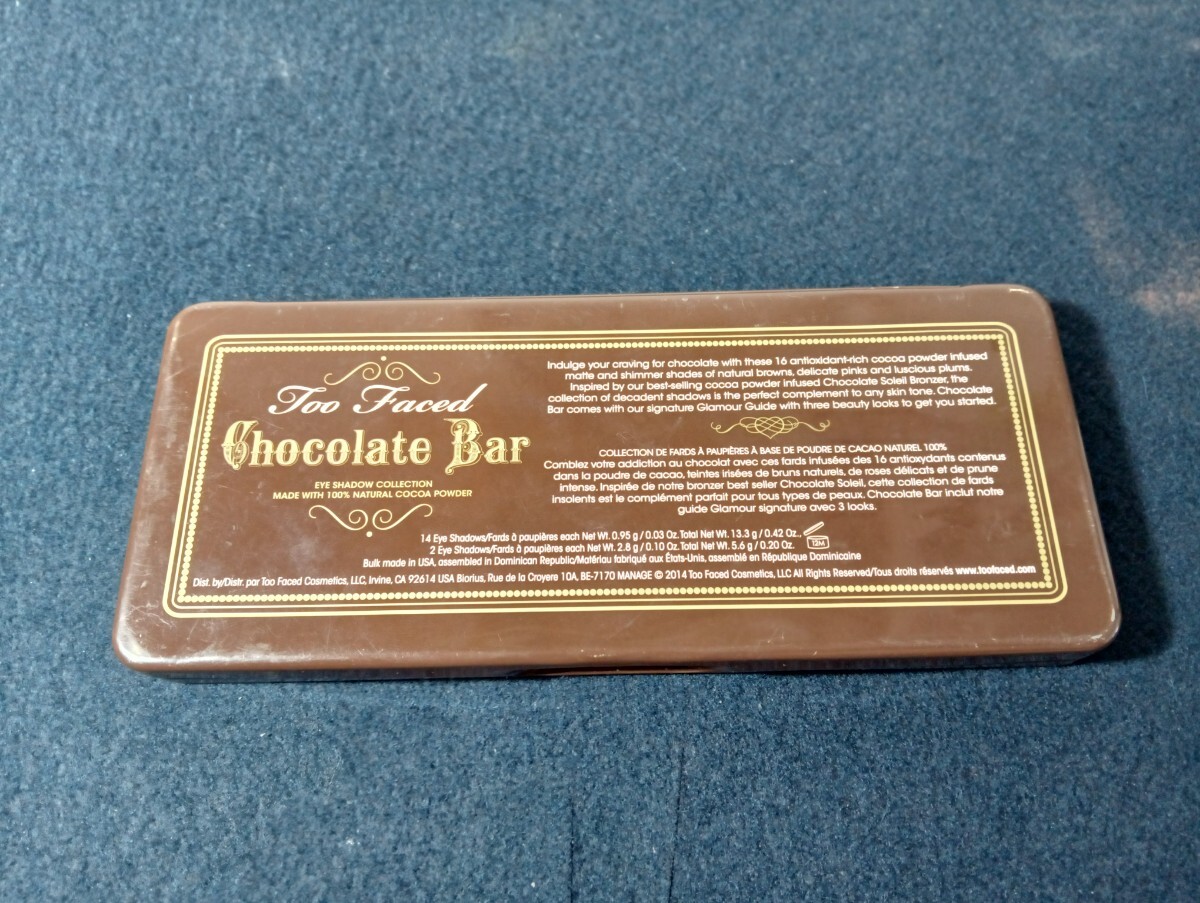 Too Faced
Chocolate Bar
EYE SHADOW COLLECTION
MADE WITH 100% NATURAL COCOA POWDER
Indulge your craving for chocolate with these 16 antioxidant-rich cocoa powder infused
matte and shimmer shades of natural browns, delicate pinks and luscious plums.
Inspired by our best-selling cocoa powder infused Chocolate Soleil Bronzer, the
collection of decadent shadows is the perfect complement to any skin tone. Chocolate
Bar comes with our signature Glamour Guide with three beauty looks to get you started.
COLLECTION DE FARDS À PAUPIÈRES À BASE DE POUDRE DE CACAO NATUREL 100%
Comblez votre addiction au chocolat avec ces fards infusées des 16 antioxydants contenus
dans la poudre de cacao, teintes irisées de bruns naturels, de roses délicats et de prune
intense. Inspirée de notre bronzer best seller Chocolate Soleil, cette collection de fards
insolents est le complément parfait pour tous types de peaux. Chocolate Bar inclut notre
guide Glamour signature avec 3 looks.
14 Eye Shadows/Fards à paupières each Net Wt. 0.95 g / 0.03 Oz. Total Net Wt. 13.3 g / 0.42 Oz.,
2 Eye Shadows/Fards à paupières each Net Wt. 2.8 g / 0.10 Oz. Total Net Wt. 5.6 g / 0.20 Oz.
12M
Bulk made in USA, assembled in Dominican Republic/Matériau fabriqué aux États-Unis, assemblé en République Dominicaine
Dist. by/Distr. par Too Faced Cosmetics, LLC, Irvine, CA 92614 USA Biorius, Rue de la Crayere 10A, BE-7170 MANAGE © 2014 Too Faced Cosmetics, LLC All Rights Reserved/Tous droits réservés www.toofaced.com